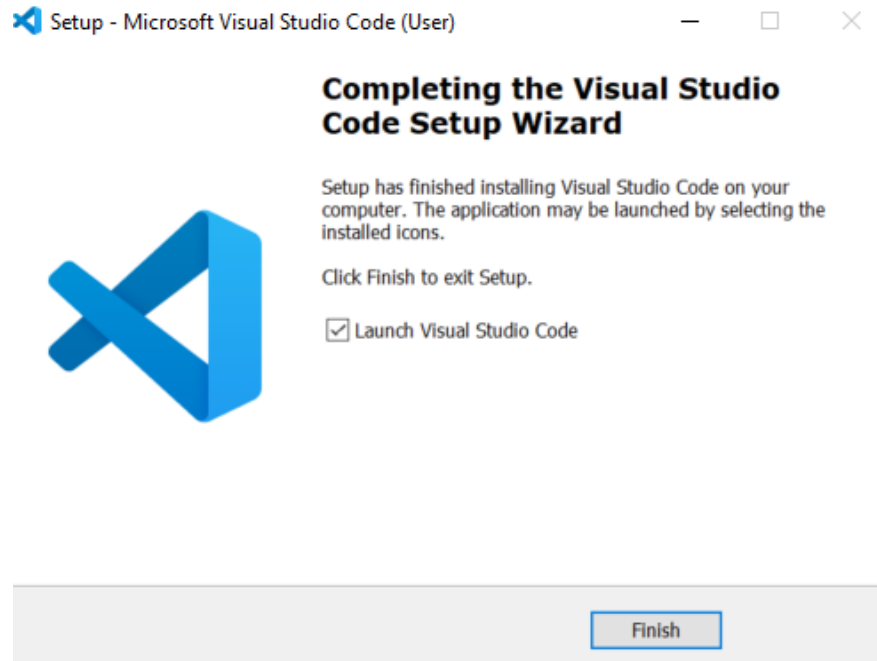 Setup - Microsoft Visual Studio Code (User)
Completing the Visual Studio
Code Setup Wizard
Setup has finished installing Visual Studio Code on your
computer. The application may be launched by selecting the
installed icons.
Click Finish to exit Setup.
Launch Visual Studio Code
Finish